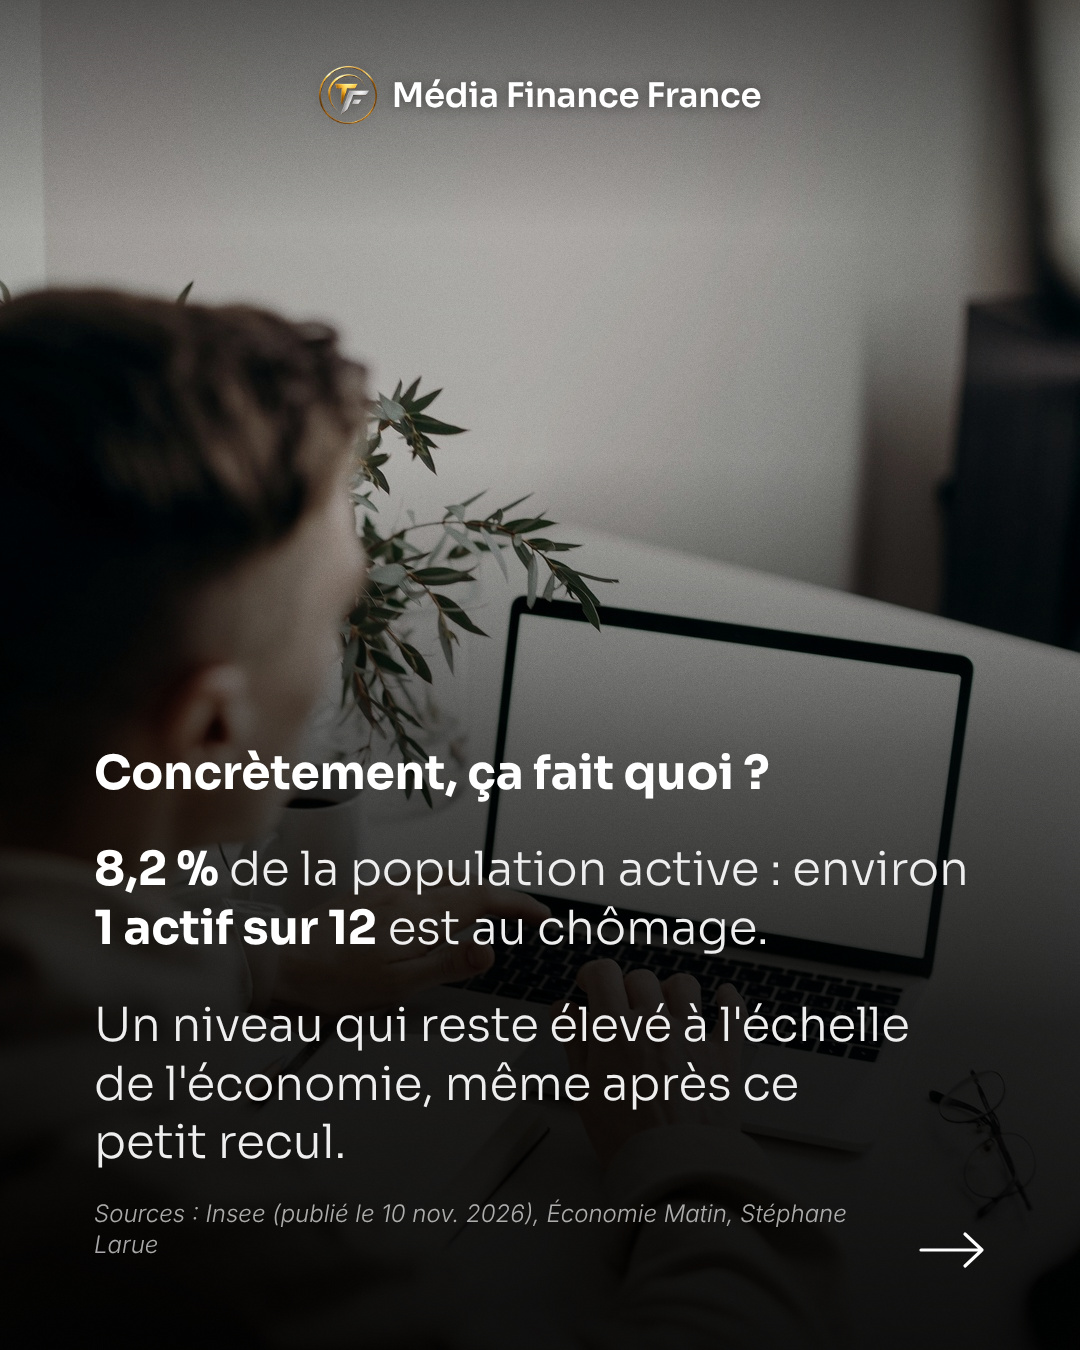 Média Finance France
Concrètement, ça fait quoi ?
8,2 % de la population active : environ
1 actif sur 12 est au chômage.
Un niveau qui reste élevé à l'échelle
de l'économie, même après ce
petit recul.
Sources : Insee (publié le 10 nov. 2026), Économie Matin, Stéphane
Larue